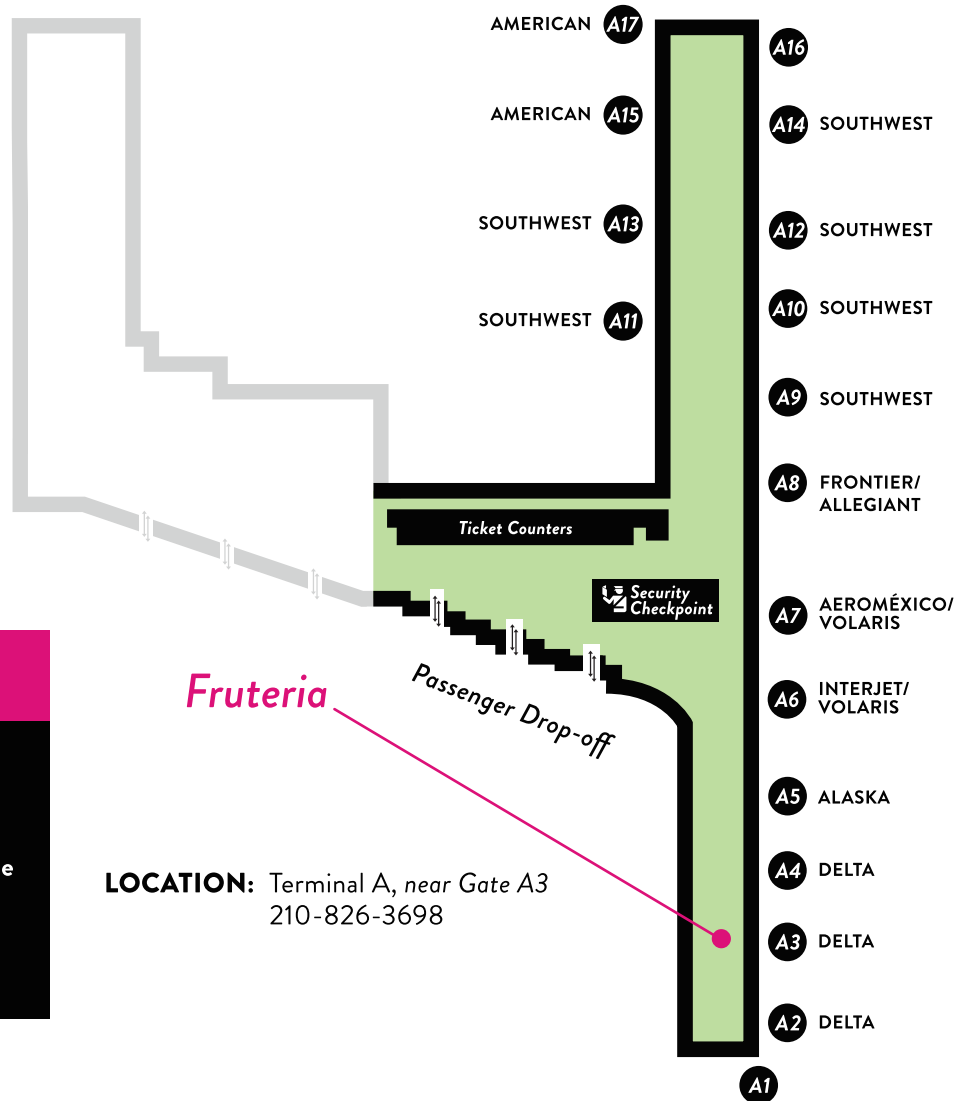 AMERICAN A17
A16
AMERICAN A15
A14 SOUTHWEST
SOUTHWEST A13
A12 SOUTHWEST
A10 SOUTHWEST
SOUTHWEST A11
A9 SOUTHWEST
A8 FRONTIER/
ALLEGIANT
Ticket Counters
Security
Checkpoint
A7 AEROMÉXICO/
VOLARIS
Fruteria
Passenger Drop-off
A6 INTERJET/
VOLARIS
A5 ALASKA
e
A4 DELTA
LOCATION: Terminal A, near Gate A3
210-826-3698
A3 DELTA
A2 DELTA
A1